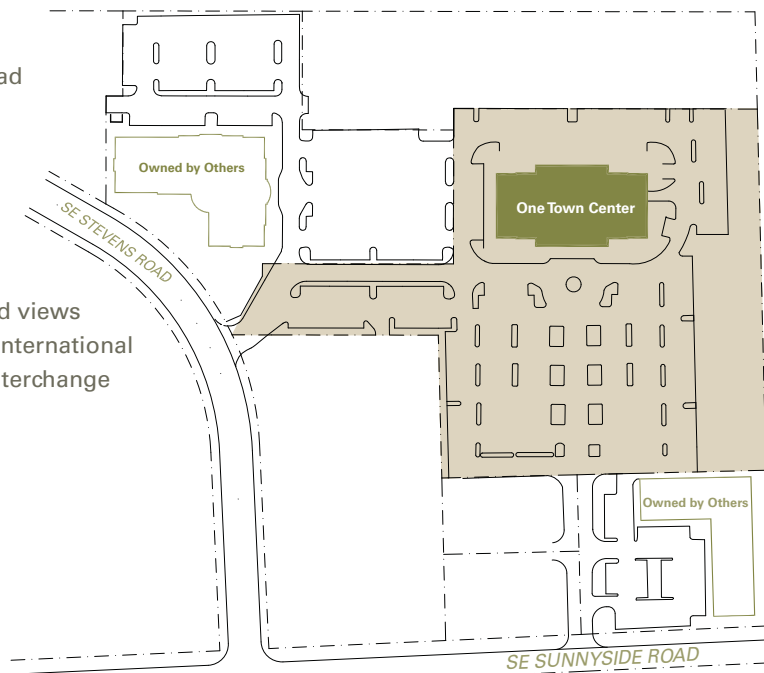 ad
Owned by Others
One Town Center
SE STEVENS ROAD
d views
nternational
terchange
Owned by Others
SE SUNNYSIDE ROAD